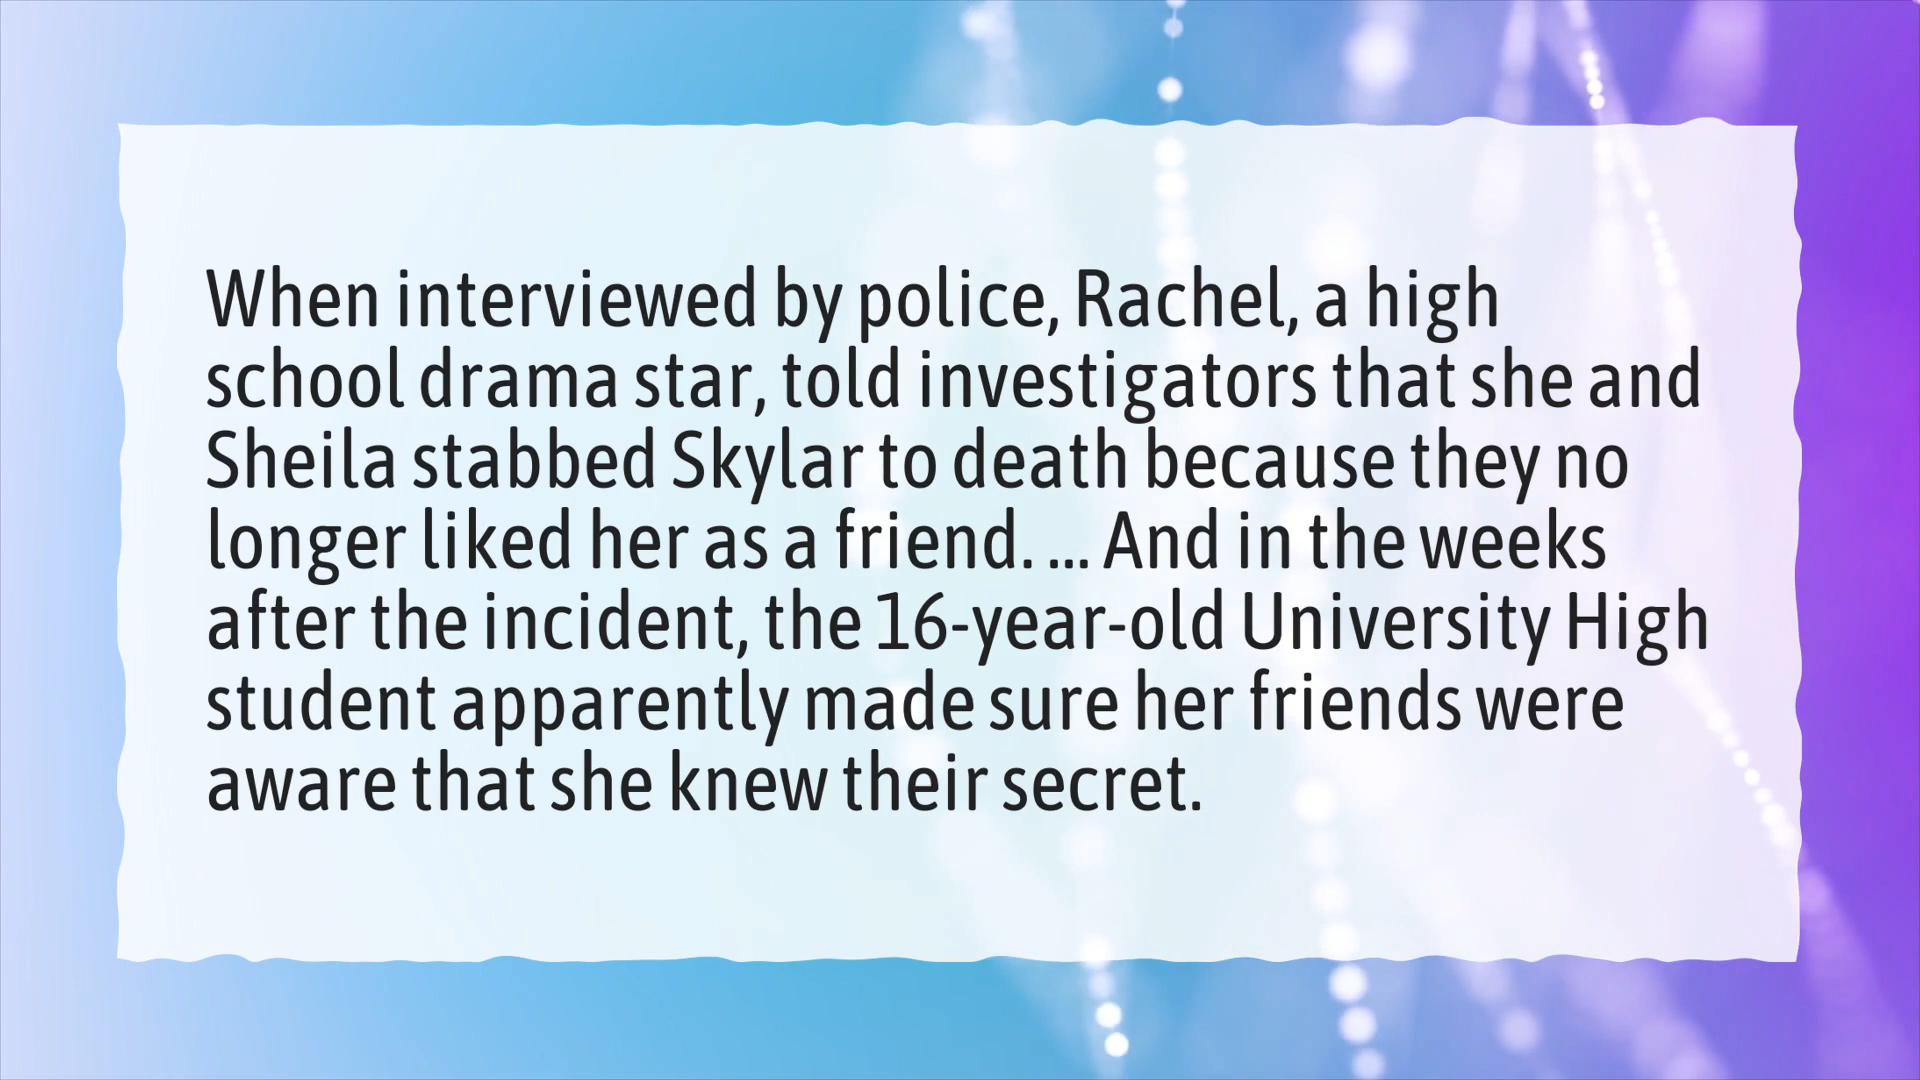 When interviewed by police, Rachel, a high
school drama star, told investigators that she and
Sheila stabbed Skylar to death because they no
longer liked her as a friend. ... And in the weeks
after the incident, the 16-year-old University High
student apparently made sure her friends were
aware that she knew their secret.